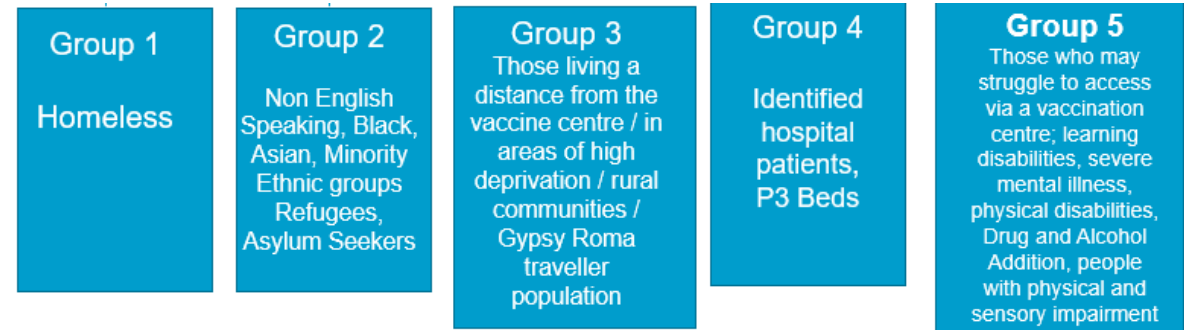 Group 1
Homeless
Group 2
Non English
Speaking, Black,
Asian, Minority
Ethnic groups
Refugees,
Asylum Seekers
Group 3
Those living a
distance from the
vaccine centre / in
areas of high
deprivation / rural
communities /
Gypsy Roma
traveller
population
Group 4
Identified
hospital
patients,
P3 Beds
Group 5
Those who may
struggle to access
via a vaccination
centre; learning
disabilities, severe
mental illness,
physical disabilities,
Drug and Alcohol
Addition, people
with physical and
sensory impairment